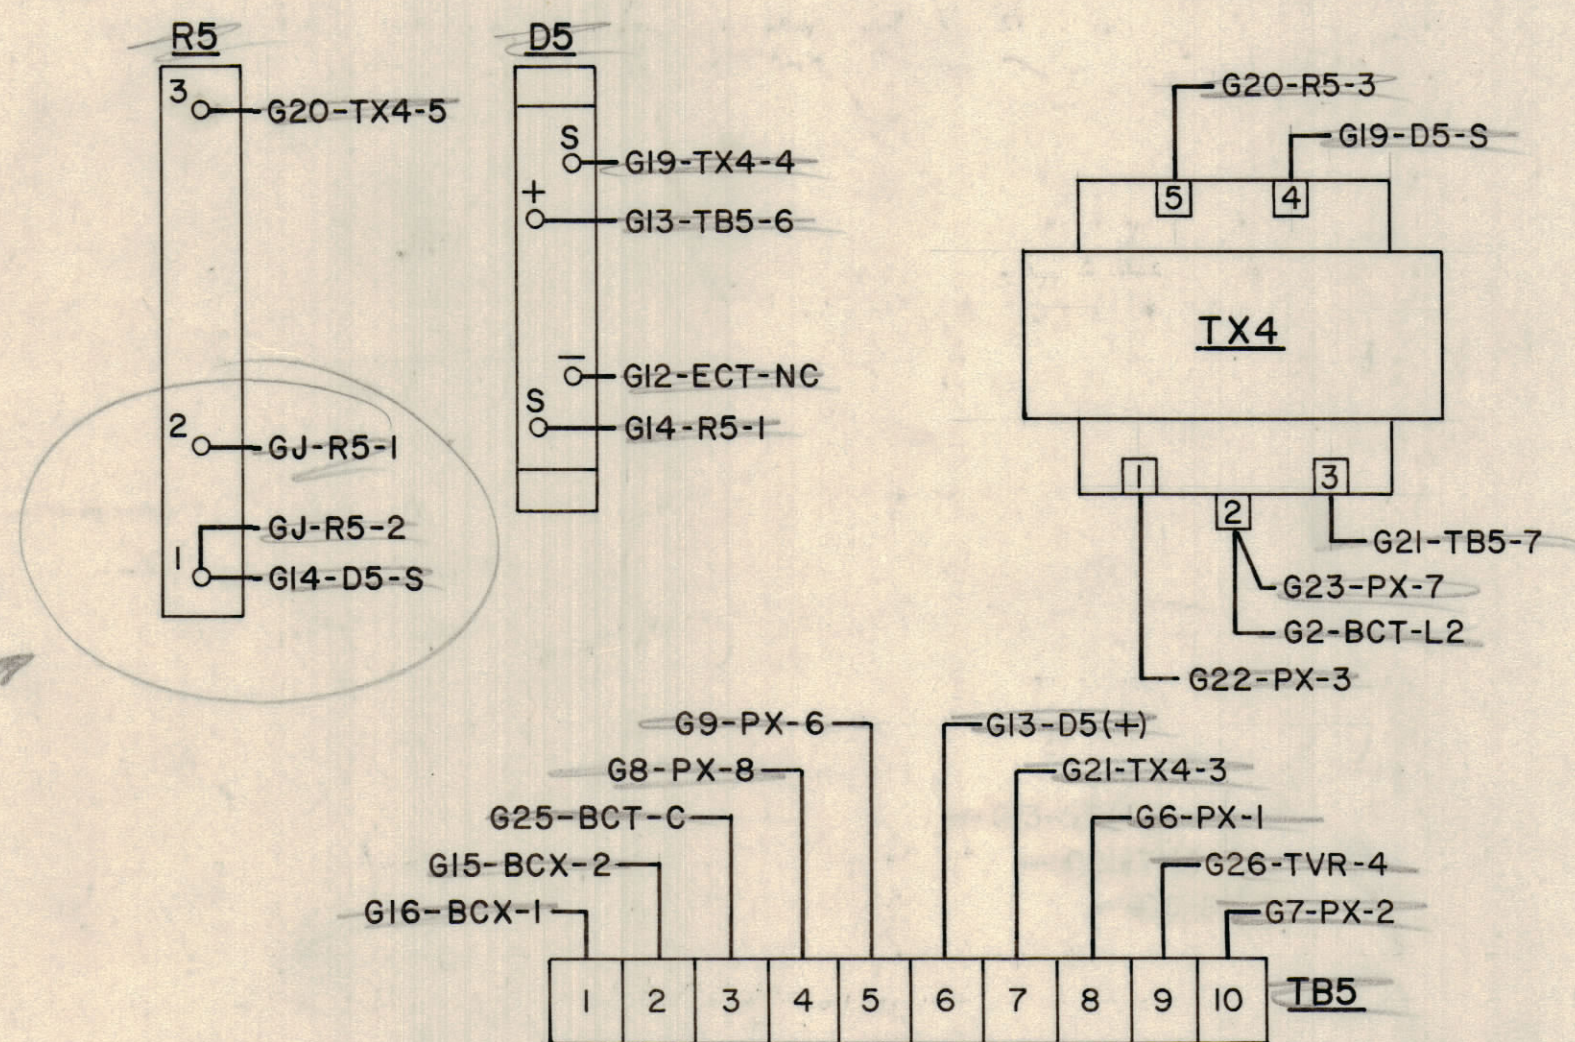 R5
3
G20-TX4-5
2
GJ-R5-1
GJ-R5-2
1
G14-D5-S
D5
S
G19-TX4-4
+
G13-TB5-6
–
G12-ECT-NC
S
G14-R5-1
G20-R5-3
G19-D5-S
5 4
TX4
1 3
2
G21-TB5-7
G23-PX-7
G2-BCT-L2
G22-PX-3
G9-PX-6
G8-PX-8
G25-BCT-C
G15-BCX-2
G16-BCX-1
G13-D5(+)
G21-TX4-3
G6-PX-1
G26-TVR-4
G7-PX-2
1 2 3 4 5 6 7 8 9 10 TB5